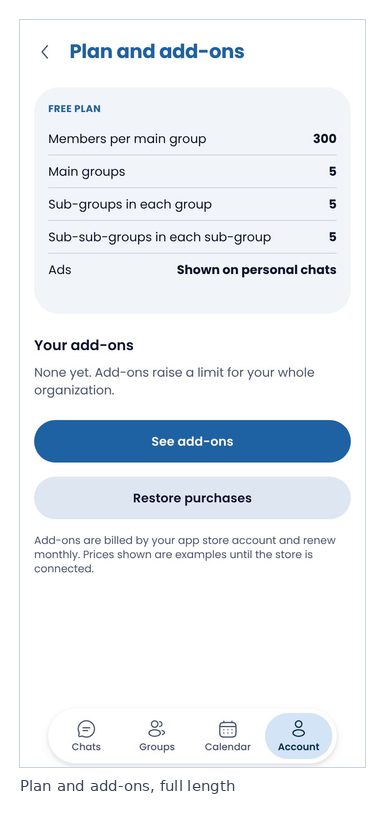 Plan and add-ons
FREE PLAN
Members per main group 300
Main groups 5
Sub-groups in each group 5
Sub-sub-groups in each sub-group 5
Ads Shown on personal chats
Your add-ons
None yet. Add-ons raise a limit for your whole
organization.
See add-ons
Restore purchases
Add-ons are billed by your app store account and renew
monthly. Prices shown are examples until the store is
connected.
Chats Groups Calendar Account
Plan and add-ons, full length